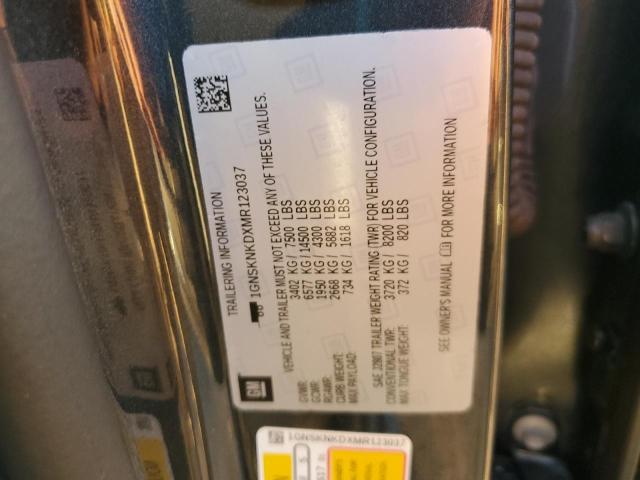 TRAILERING INFORMATION
1GNSKNKDXMR123037
VEHICLE AND TRAILER MUST NOT EXCEED ANY OF THESE VALUES.
GVWR: 3402 KG / 7500 LBS
GCWR: 6577 KG / 14500 LBS
RGAWR: 1950 KG / 4300 LBS
CURB WEIGHT: 2668 KG / 5882 LBS
MAX PAYLOAD: 734 KG / 1618 LBS
SAE J2807 TRAILER WEIGHT RATING (TWR) FOR VEHICLE CONFIGURATION.
CONVENTIONAL TWR: 3720 KG / 8200 LBS
MAX TONGUE WEIGHT: 372 KG / 820 LBS
SEE OWNER'S MANUAL FOR MORE INFORMATION
GM
1GNSKNKDXMR123037